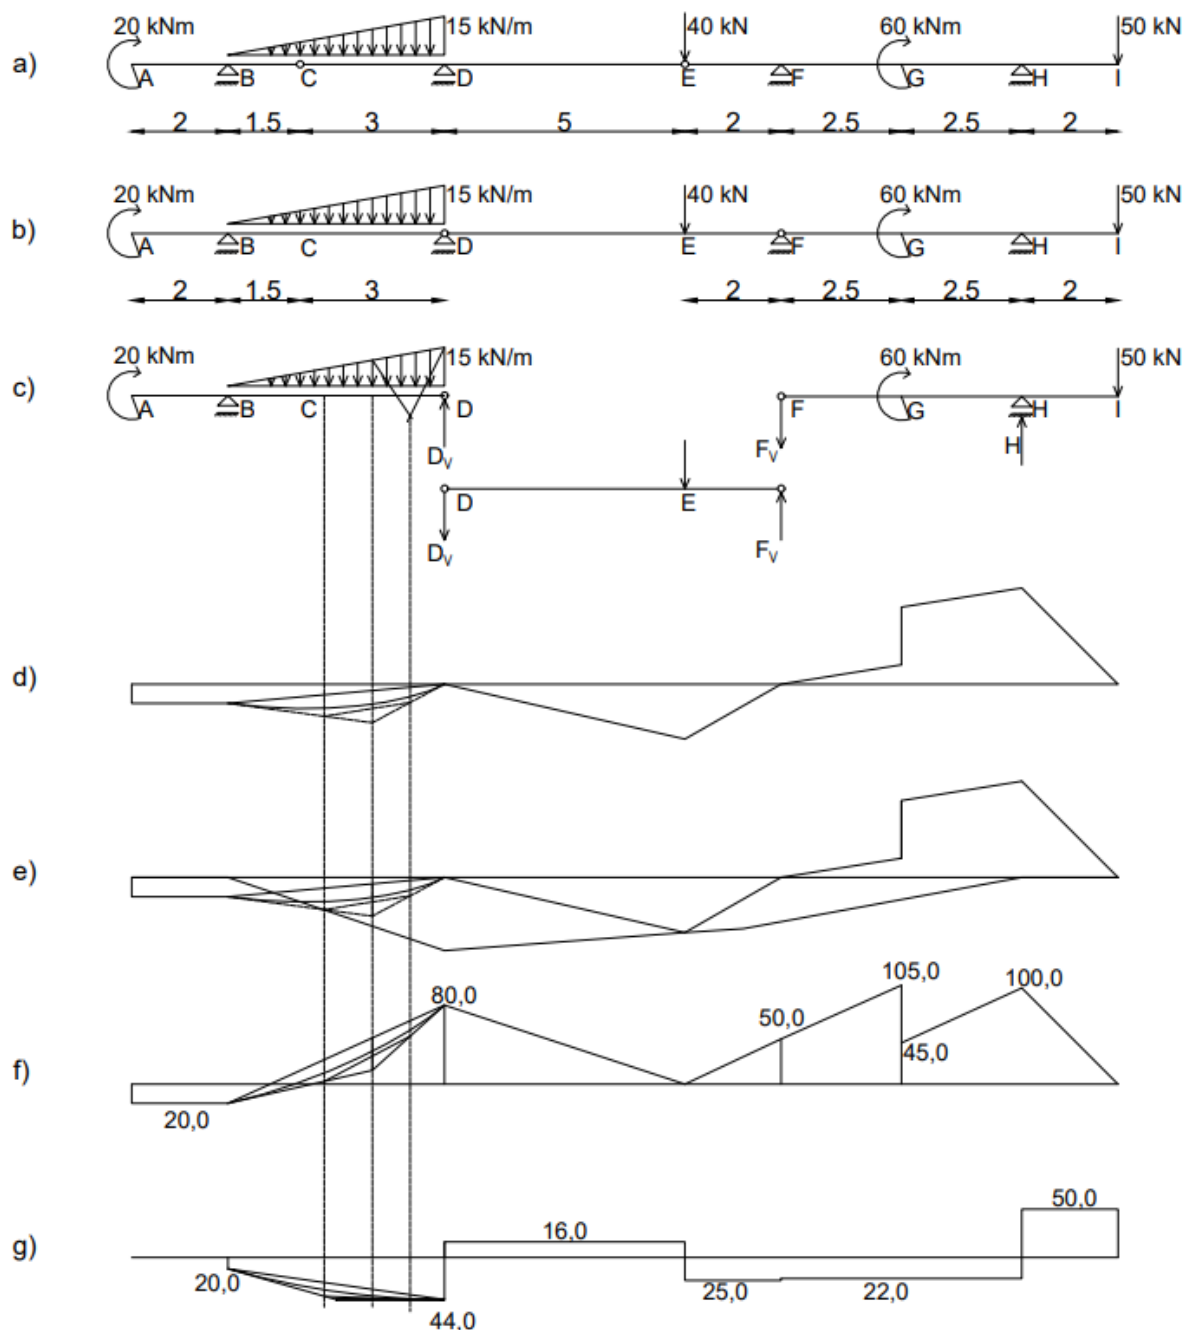 20 kNm 15 kN/m 40 kN 60 kNm 50 kN
a) A B C D E F G H I
2 1.5 3 5 2 2.5 2.5 2
20 kNm 15 kN/m 40 kN 60 kNm 50 kN
b) A B C D E F G H I
2 1.5 3 2 2.5 2.5 2
20 kNm 15 kN/m 60 kNm 50 kN
c) A B C D F G H I
DV FV H
D E
DV FV
d)
e)
80,0 105,0 100,0
50,0
45,0
f)
20,0
50,0
g) 16,0
20,0 25,0 22,0
44,0